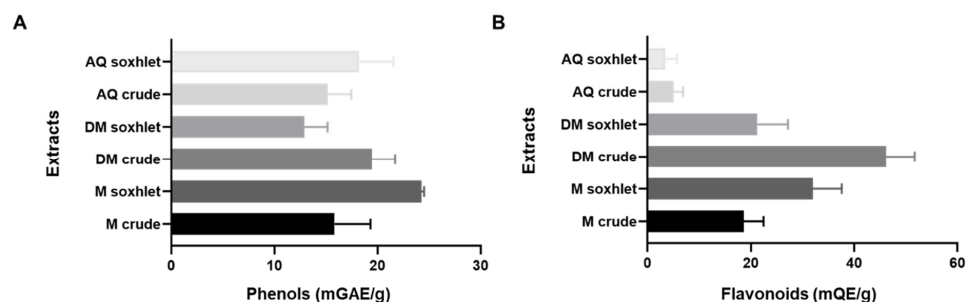 A
Extracts
AQ soxhlet
AQ crude
DM soxhlet
DM crude
M soxhlet
M crude
0 10 20 30
Phenols (mGAE/g)
B
Extracts
AQ soxhlet
AQ crude
DM soxhlet
DM crude
M soxhlet
M crude
0 20 40 60
Flavonoids (mQE/g)